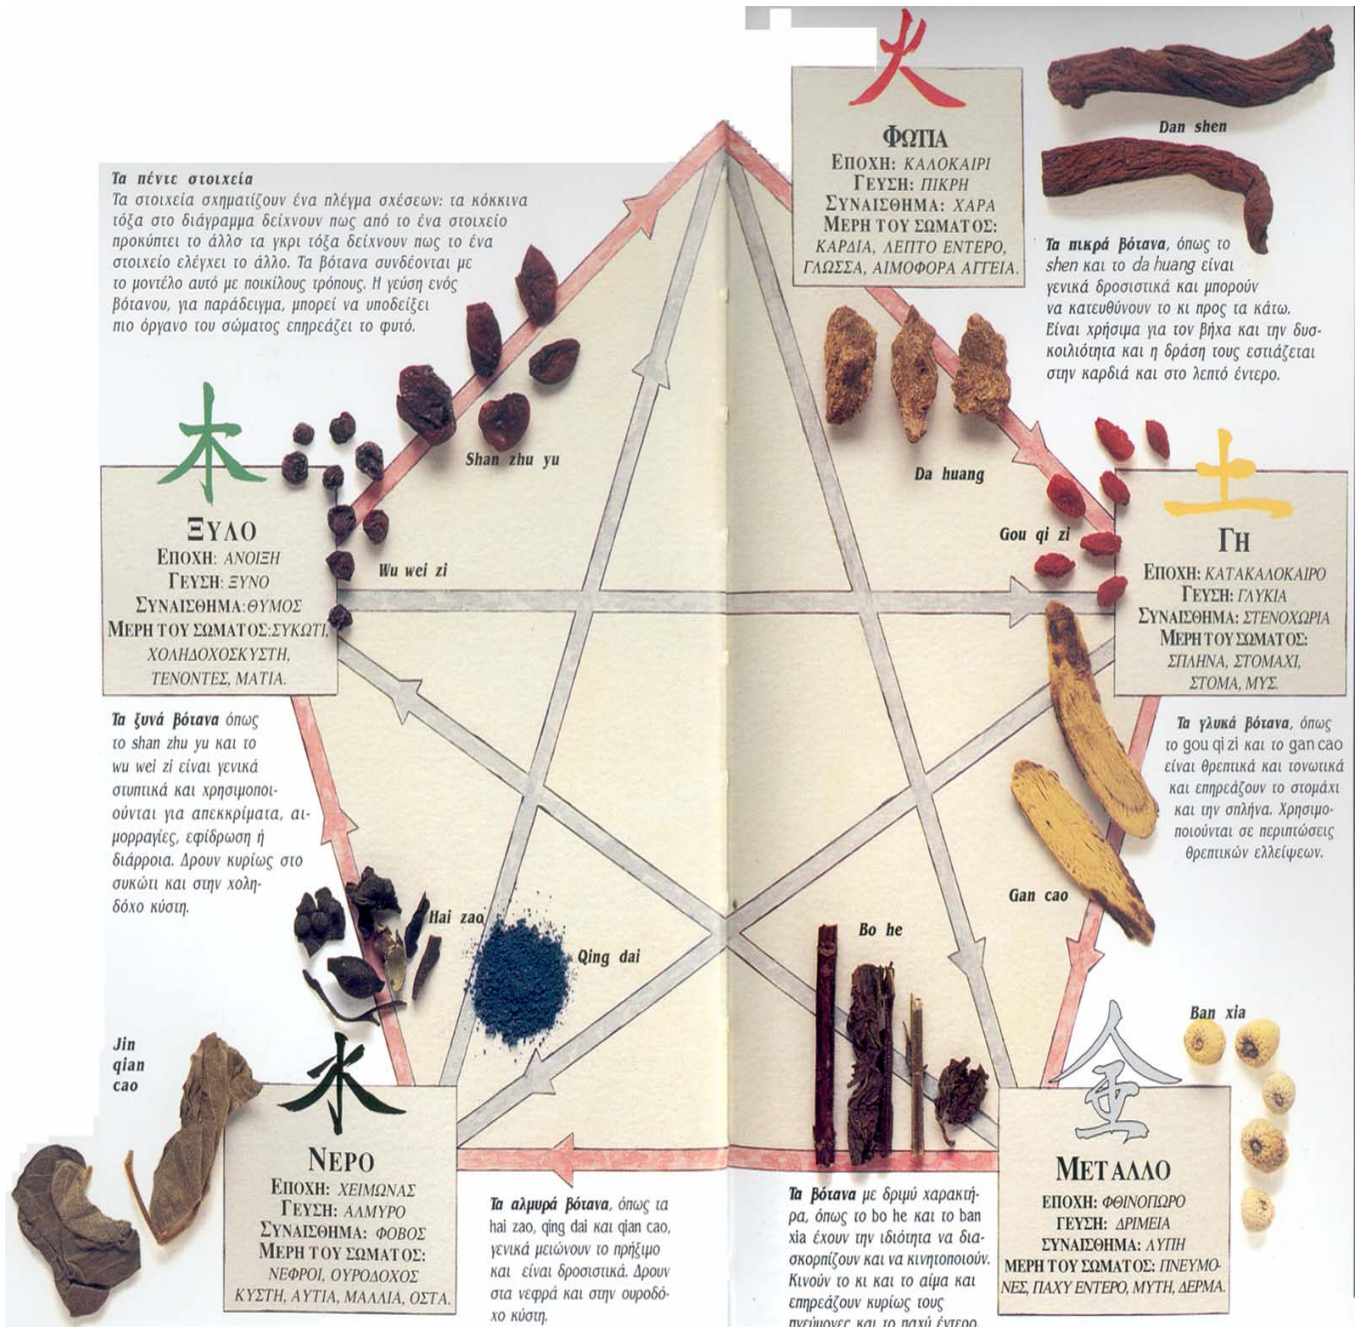 火
ΦΩΤΙΑ
ΕΠΟΧΗ: ΚΑΛΟΚΑΙΡΙ
ΓΕΥΣΗ: ΠΙΚΡΗ
ΣΥΝΑΙΣΘΗΜΑ: ΧΑΡΑ
ΜΕΡΗ ΤΟΥ ΣΩΜΑΤΟΣ:
ΚΑΡΔΙΑ, ΛΕΠΤΟ ΕΝΤΕΡΟ,
ΓΛΩΣΣΑ, ΑΙΜΟΦΟΡΑ ΑΓΓΕΙΑ.
Dan shen
Τα πικρά βότανα, όπως το
shen και το da huang είναι
γενικά δροσιστικά και μπορούν
να κατευθύνουν το κι προς τα κάτω.
Είναι χρήσιμα για τον βήχα και την δυσ-
κοιλιότητα και η δράση τους εστιάζεται
στην καρδιά και στο λεπτό έντερο.
Τα πέντε στοιχεία
Τα στοιχεία σχηματίζουν ένα πλέγμα σχέσεων: τα κόκκινα
τόξα στο διάγραμμα δείχνουν πως από το ένα στοιχείο
προκύπτει το άλλο τα γκρι τόξα δείχνουν πως το ένα
στοιχείο ελέγχει το άλλο. Τα βότανα συνδέονται με
το μοντέλο αυτό με ποικίλους τρόπους. Η γεύση ενός
βότανου, για παράδειγμα, μπορεί να υποδείξει
πιο όργανο του σώματος επηρεάζει το φυτό.
Shan zhu yu
Da huang
木
ΞΥΛΟ
ΕΠΟΧΗ: ΑΝΟΙΞΗ
ΓΕΥΣΗ: ΞΥΝΟ
ΣΥΝΑΙΣΘΗΜΑ:ΘΥΜΟΣ
ΜΕΡΗ ΤΟΥ ΣΩΜΑΤΟΣ:ΣΥΚΩΤΙ,
ΧΟΛΗΔΟΧΟΣΚΥΣΤΗ,
ΤΕΝΟΝΤΕΣ, ΜΑΤΙΑ.
Wu wei zi
Gou qi zi
土
ΓΗ
ΕΠΟΧΗ: ΚΑΤΑΚΑΛΟΚΑΙΡΟ
ΓΕΥΣΗ: ΓΛΥΚΙΑ
ΣΥΝΑΙΣΘΗΜΑ: ΣΤΕΝΟΧΩΡΙΑ
ΜΕΡΗ ΤΟΥ ΣΩΜΑΤΟΣ:
ΣΠΛΗΝΑ, ΣΤΟΜΑΧΙ,
ΣΤΟΜΑ, ΜΥΣ.
Τα ξυνά βότανα όπως
το shan zhu yu και το
wu wei zi είναι γενικά
στυπτικά και χρησιμοποι-
ούνται για απεκκρίματα, αι-
μορραγίες, εφίδρωση ή
διάρροια. Δρουν κυρίως στο
συκώτι και στην χολη-
δόχο κύστη.
Τα γλυκά βότανα, όπως
το gou qi zi και το gan cao
είναι θρεπτικά και τονωτικά
και επηρεάζουν το στομάχι
και την σπλήνα. Χρησιμο-
ποιούνται σε περιπτώσεις
θρεπτικών ελλείψεων.
Gan cao
Hai zao
Qing dai
Bo he
Jin
qian
cao
Ban xia
水
ΝΕΡΟ
ΕΠΟΧΗ: ΧΕΙΜΩΝΑΣ
ΓΕΥΣΗ: ΑΛΜΥΡΟ
ΣΥΝΑΙΣΘΗΜΑ: ΦΟΒΟΣ
ΜΕΡΗ ΤΟΥ ΣΩΜΑΤΟΣ:
ΝΕΦΡΟΙ, ΟΥΡΟΔΟΧΟΣ
ΚΥΣΤΗ, ΑΥΤΙΑ, ΜΑΛΛΙΑ, ΟΣΤΑ.
Τα αλμυρά βότανα, όπως τα
hai zao, qing dai και qian cao,
γενικά μειώνουν το πρήξιμο
και είναι δροσιστικά. Δρουν
στα νεφρά και στην ουροδό-
χο κύστη.
Τα βότανα με δριμύ χαρακτή-
ρα, όπως το bo he και το ban
xia έχουν την ιδιότητα να δια-
σκορπίζουν και να κινητοποιούν.
Κινούν το κι και το αίμα και
επηρεάζουν κυρίως τους
πνεύμονες και το παχύ έντερο.
金
ΜΕΤΑΛΛΟ
ΕΠΟΧΗ: ΦΘΙΝΟΠΩΡΟ
ΓΕΥΣΗ: ΔΡΙΜΕΙΑ
ΣΥΝΑΙΣΘΗΜΑ: ΛΥΠΗ
ΜΕΡΗ ΤΟΥ ΣΩΜΑΤΟΣ: ΠΝΕΥΜΟ-
ΝΕΣ, ΠΑΧΥ ΕΝΤΕΡΟ, ΜΥΤΗ, ΔΕΡΜΑ.